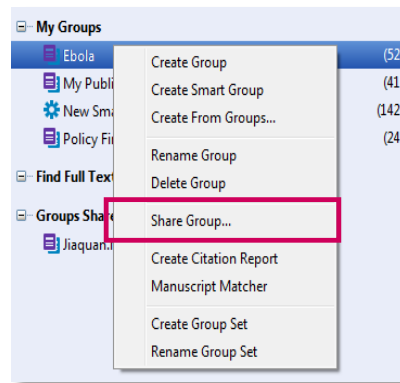 My Groups
Ebola (52
Create Group
My Publi (41
Create Smart Group
New Sma (142
Create From Groups...
Policy Fi (24
Rename Group
Find Full Text
Delete Group
Groups Share
Share Group...
Jiaquan.
Create Citation Report
Manuscript Matcher
Create Group Set
Rename Group Set